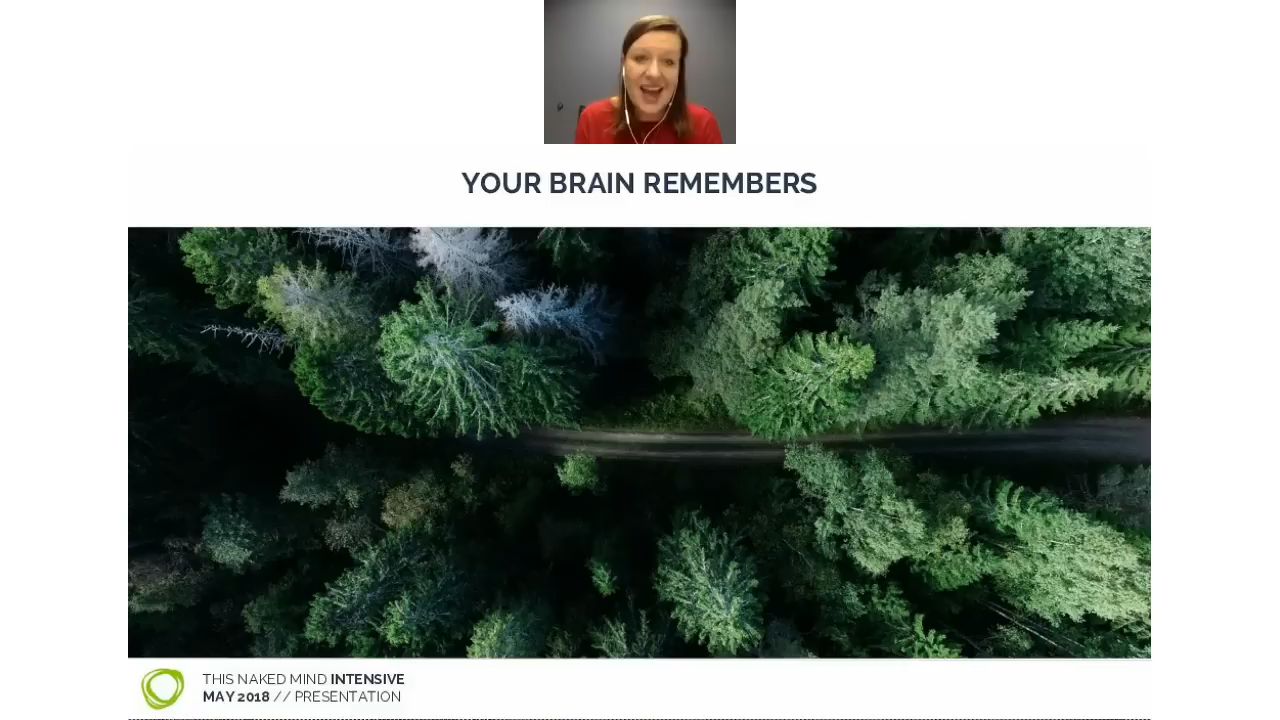 YOUR BRAIN REMEMBERS
THIS NAKED MIND INTENSIVE
MAY 2018 // PRESENTATION